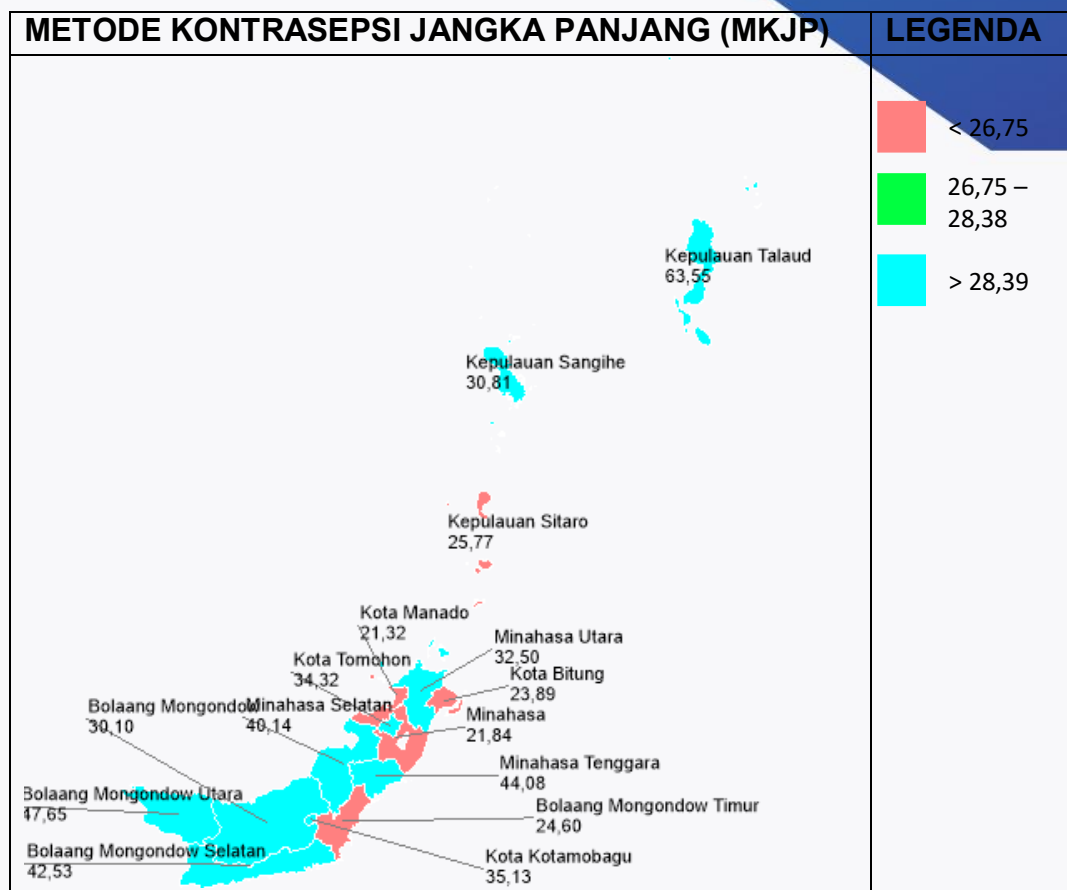 METODE KONTRASEPSI JANGKA PANJANG (MKJP)
LEGENDA
< 26,75
26,75 –
28,38
> 28,39
Kepulauan Talaud
63,55
Kepulauan Sangihe
30,81
Kepulauan Sitaro
25,77
Kota Manado
21,32
Minahasa Utara
32,50
Kota Tomohon
34,32
Kota Bitung
23,89
Bolaang Mongondow
30,10
Minahasa Selatan
40,14
Minahasa
21,84
Minahasa Tenggara
44,08
Bolaang Mongondow Utara
47,65
Bolaang Mongondow Timur
24,60
Bolaang Mongondow Selatan
42,53
Kota Kotamobagu
35,13